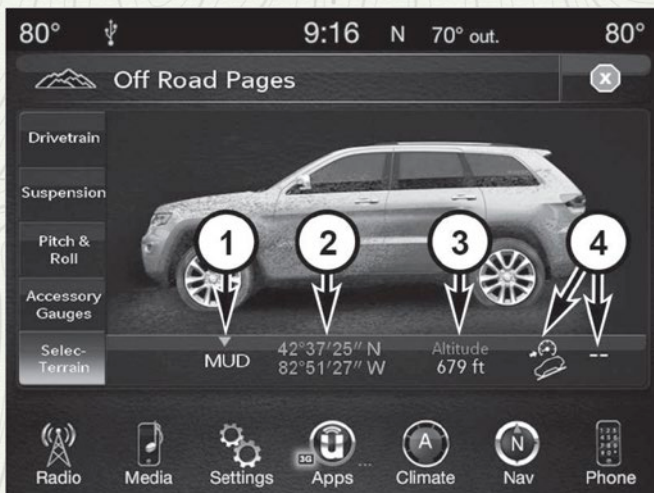 80° 9:16 N 70° out. 80°
Off Road Pages
X
Drivetrain
Suspension
Pitch &
Roll
Accessory
Gauges
Selec-
Terrain
1 2 3 4
MUD
42°37′25″ N
82°51′27″ W
Altitude
679 ft
--
Radio
Media
Settings
3G
...
Apps
A
Climate
N
Nav
Phone